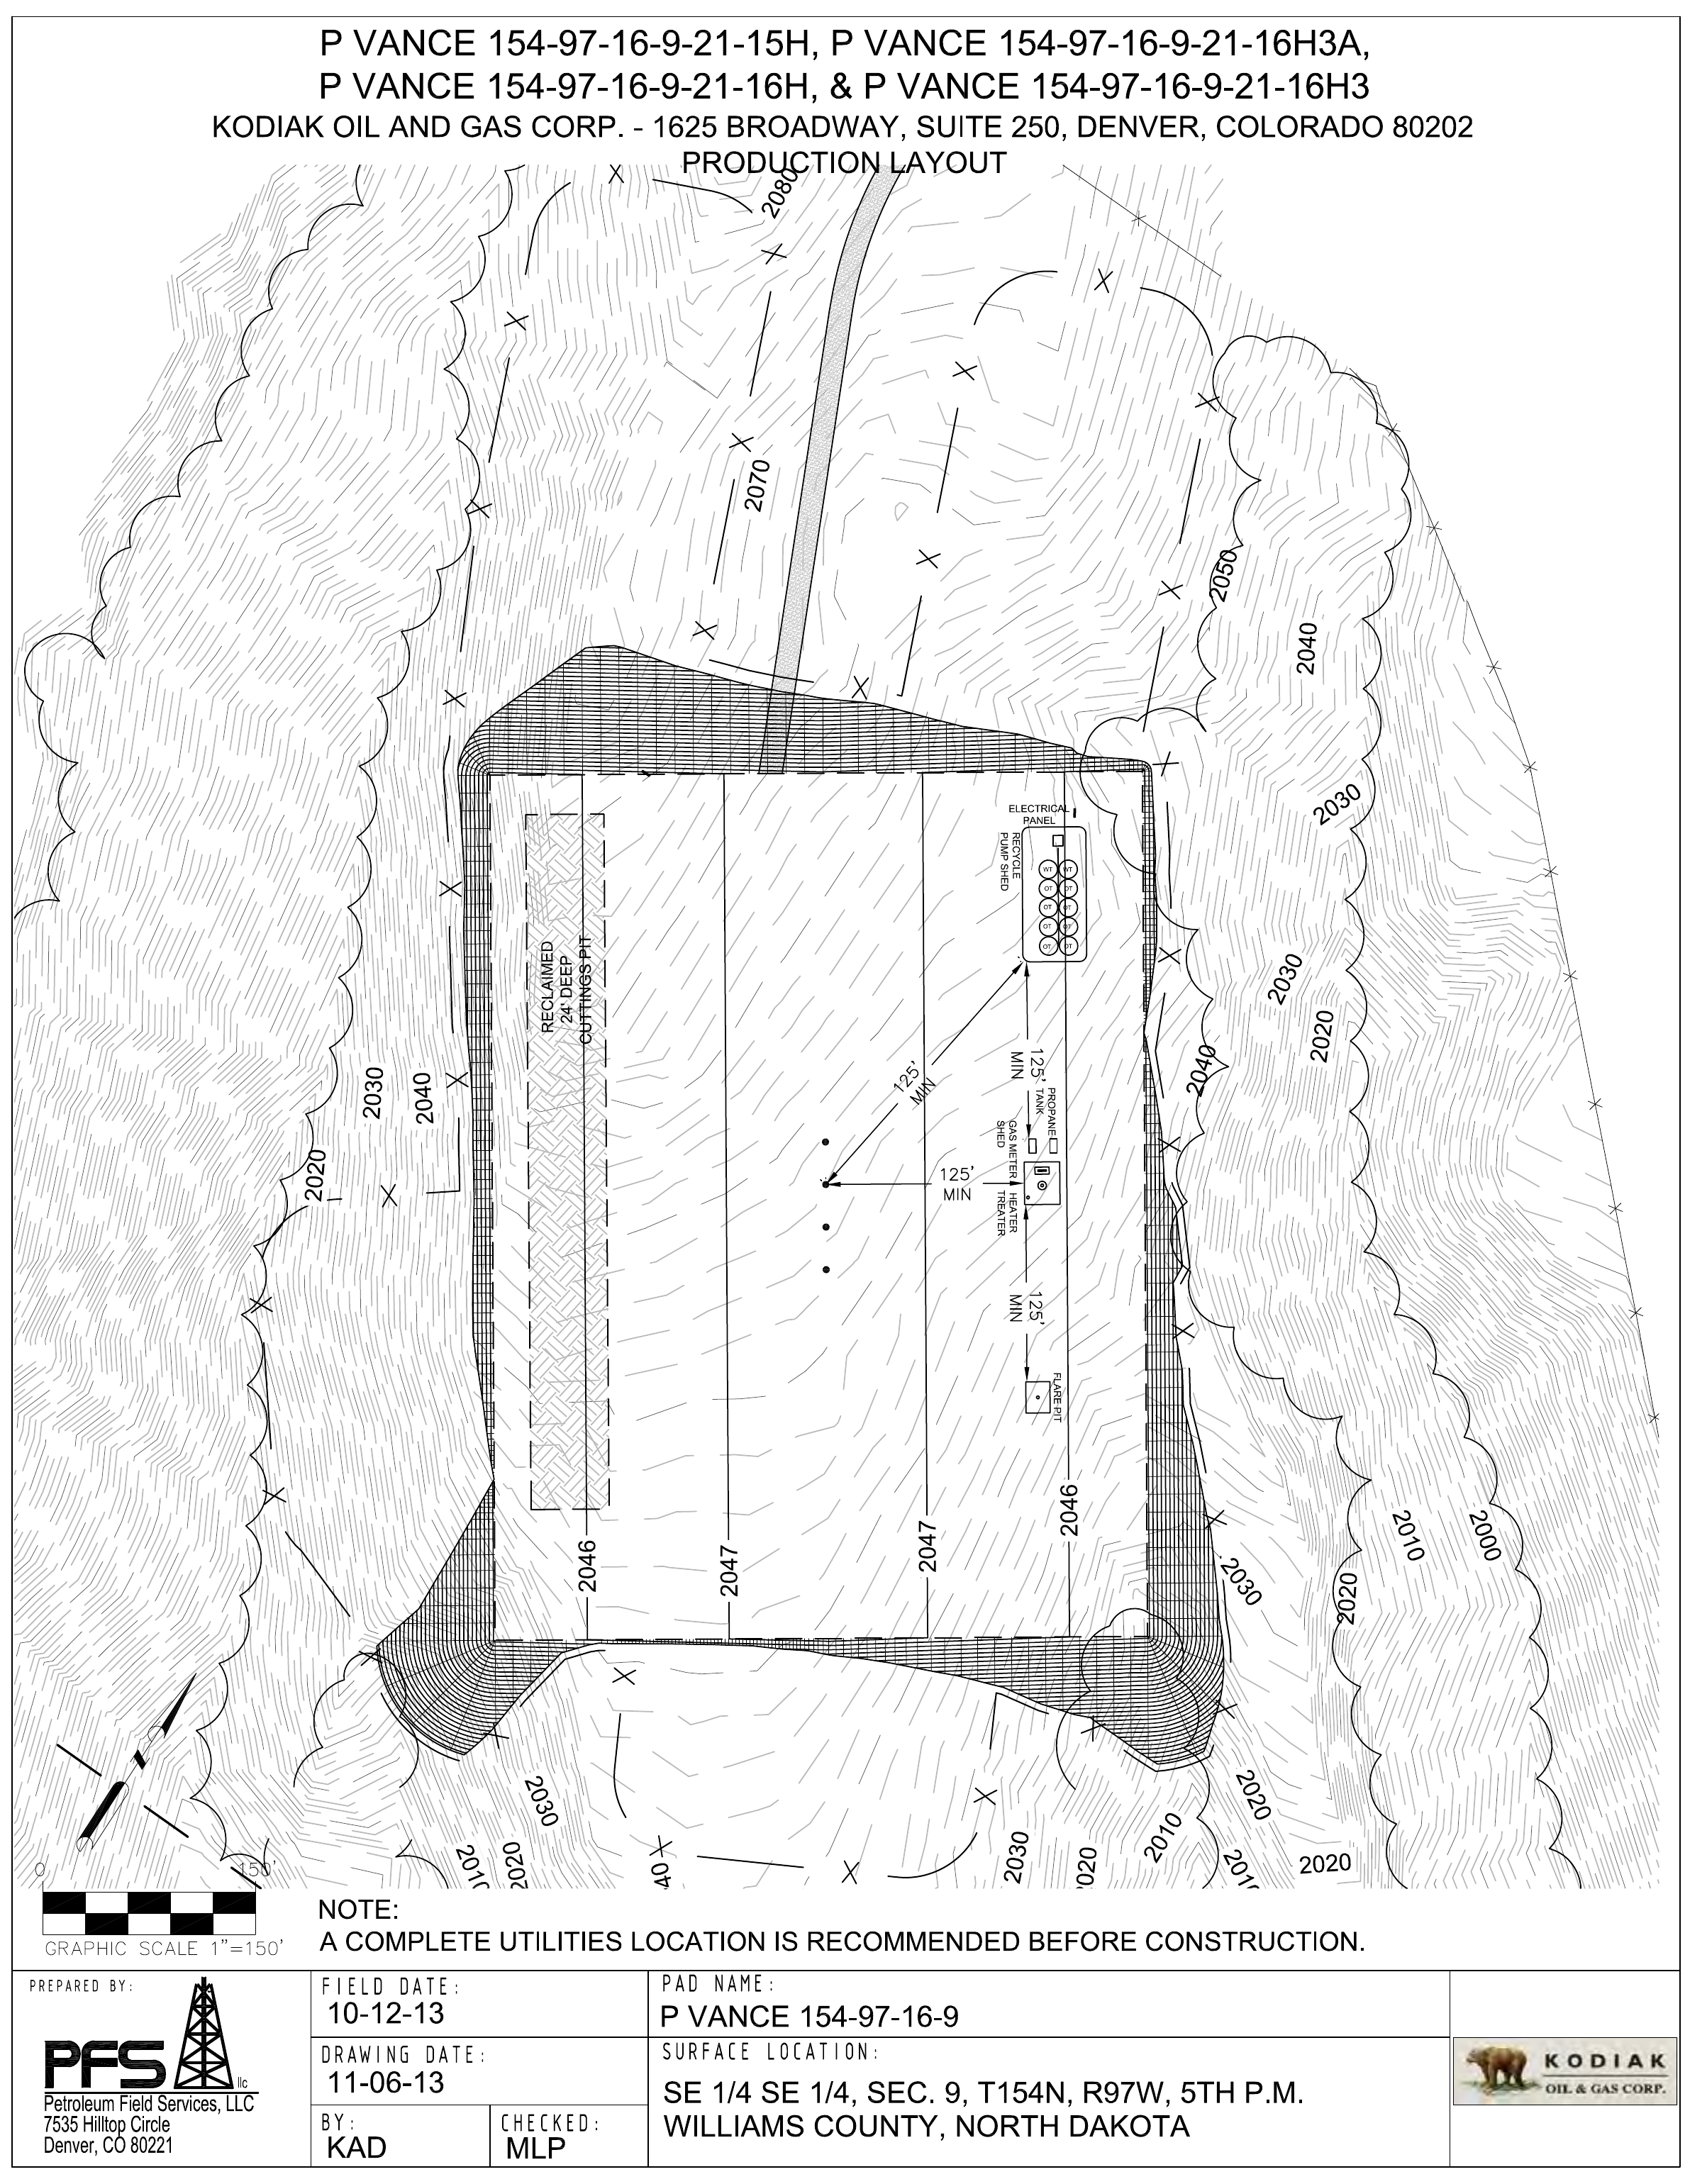 P VANCE 154-97-16-9-21-15H, P VANCE 154-97-16-9-21-16H3A,
P VANCE 154-97-16-9-21-16H, & P VANCE 154-97-16-9-21-16H3
KODIAK OIL AND GAS CORP. - 1625 BROADWAY, SUITE 250, DENVER, COLORADO 80202
PRODUCTION LAYOUT
2080
2070
2050
2040
2030
ELECTRICAL
PANEL
RECYCLE
PUMP SHED
WT WT
OT OT
OT OT
OT OT
OT OT
RECLAIMED
24' DEEP
CUTTINGS PIT
2030
2020
2040
125'
MIN
125'
MIN
PROPANE
TANK
GAS METER
SHED
HEATER
TREATER
125'
MIN
125'
MIN
FLARE PIT
2030
2040
2020
2046
2047
2047
2046
2010
2000
2030
2020
2030
2010
2020
40
2030
2020
2010
2020
2010
2020
0
150'
GRAPHIC SCALE 1"=150'
NOTE:
A COMPLETE UTILITIES LOCATION IS RECOMMENDED BEFORE CONSTRUCTION.
PREPARED BY:
PFS
llc
Petroleum Field Services, LLC
7535 Hilltop Circle
Denver, CO 80221
FIELD DATE:
10-12-13
DRAWING DATE:
11-06-13
BY:
KAD
CHECKED:
MLP
PAD NAME:
P VANCE 154-97-16-9
SURFACE LOCATION:
SE 1/4 SE 1/4, SEC. 9, T154N, R97W, 5TH P.M.
WILLIAMS COUNTY, NORTH DAKOTA
KODIAK
OIL & GAS CORP.